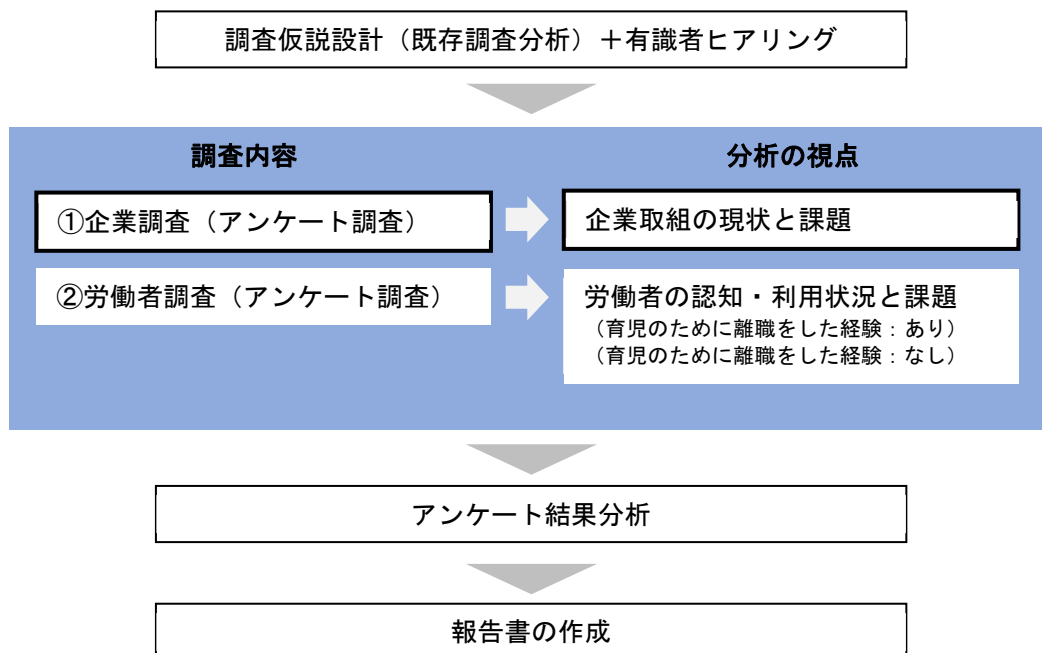 調査仮説設計（既存調査分析）＋有識者ヒアリング
調査内容
分析の視点
①企業調査（アンケート調査）
企業取組の現状と課題
②労働者調査（アンケート調査）
労働者の認知・利用状況と課題
（育児のために離職をした経験：あり）
（育児のために離職をした経験：なし）
アンケート結果分析
報告書の作成